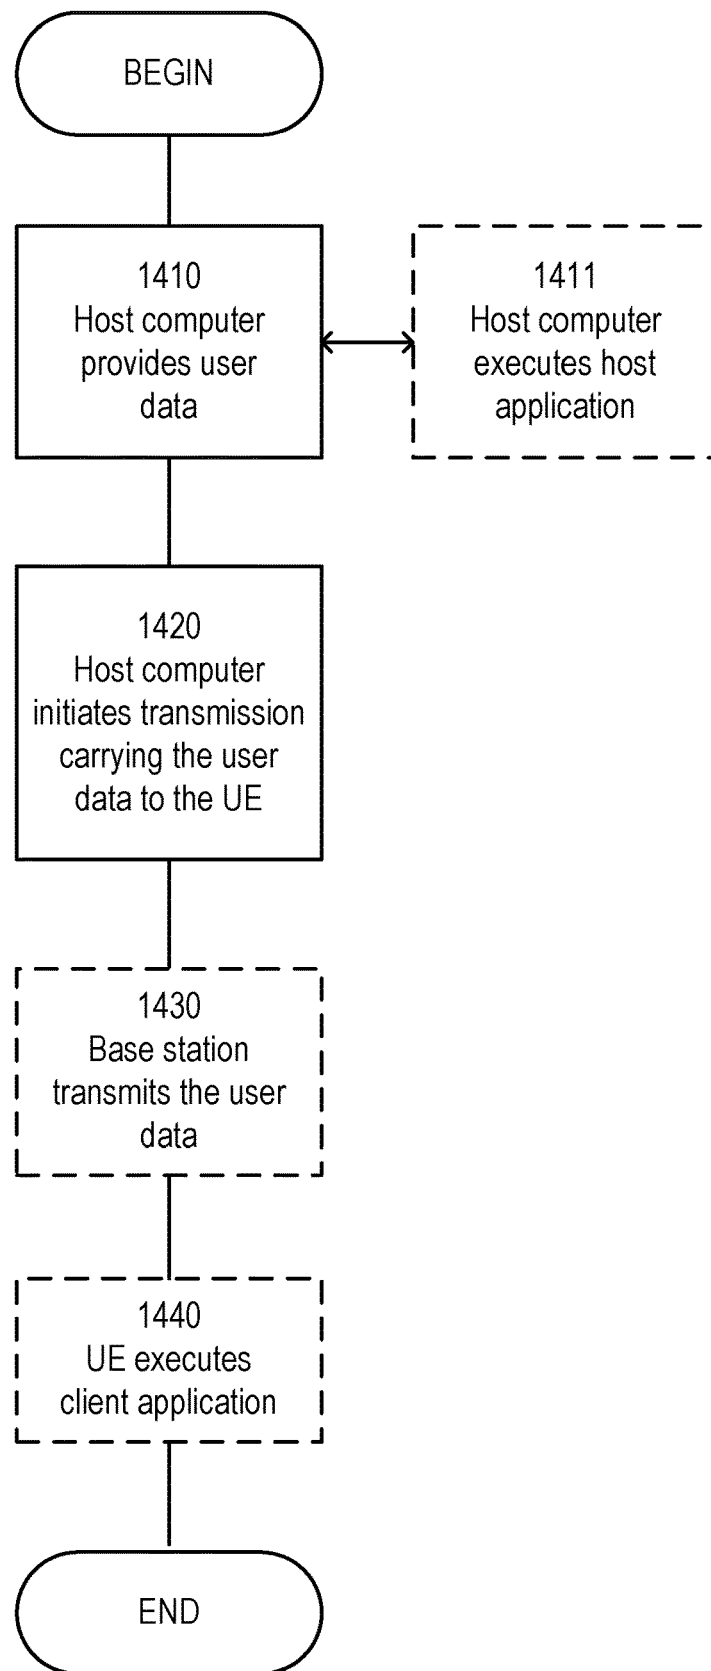 BEGIN
1410
Host computer
provides user
data
1411
Host computer
executes host
application
1420
Host computer
initiates transmission
carrying the user
data to the UE
1430
Base station
transmits the user
data
1440
UE executes
client application
END